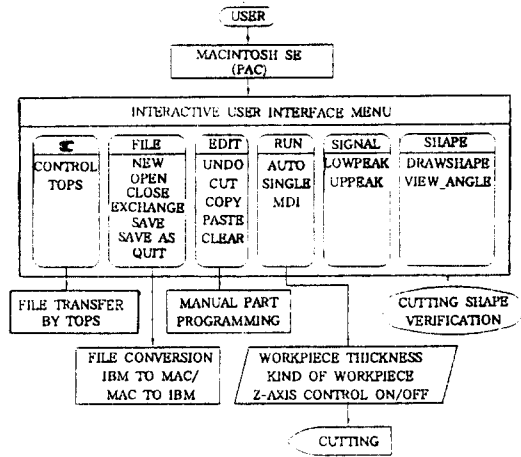 USER
MACINTOSH SE
(PAC)
INTERACTIVE USER INTERFACE MENU
CONTROL
TOPS
FILE
NEW
OPEN
CLOSE
EXCHANGE
SAVE
SAVE AS
QUIT
EDIT
UNDO
CUT
COPY
PASTE
CLEAR
RUN
AUTO
SINGLE
MDI
SIGNAL
LOWPEAK
UPPEAK
SHAPE
DRAWSHAPE
VIEW_ANGLE
FILE TRANSFER
BY TOPS
MANUAL PART
PROGRAMMING
CUTTING SHAPE
VERIFICATION
FILE CONVERSION
IBM TO MAC/
MAC TO IBM
WORKPIECE THICKNESS
KIND OF WORKPIECE
Z-AXIS CONTROL ON/OFF
CUTTING